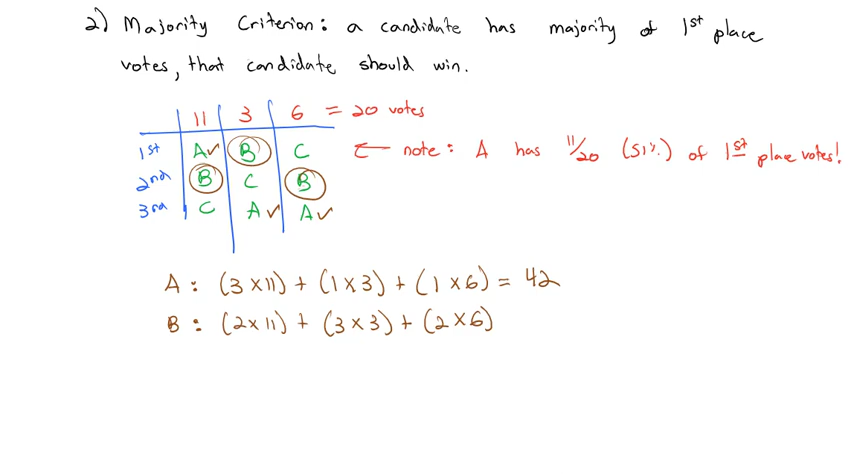 2) Majority Criterion: a candidate has majority of 1st place
votes, that candidate should win.
11 3 6 = 20 votes
1st A✓ B C ← note: A has 11/20 (51%) of 1st place votes!
2nd B C B
3rd C A✓ A✓
A: (3×11) + (1×3) + (1×6) = 42
B: (2×11) + (3×3) + (2×6)